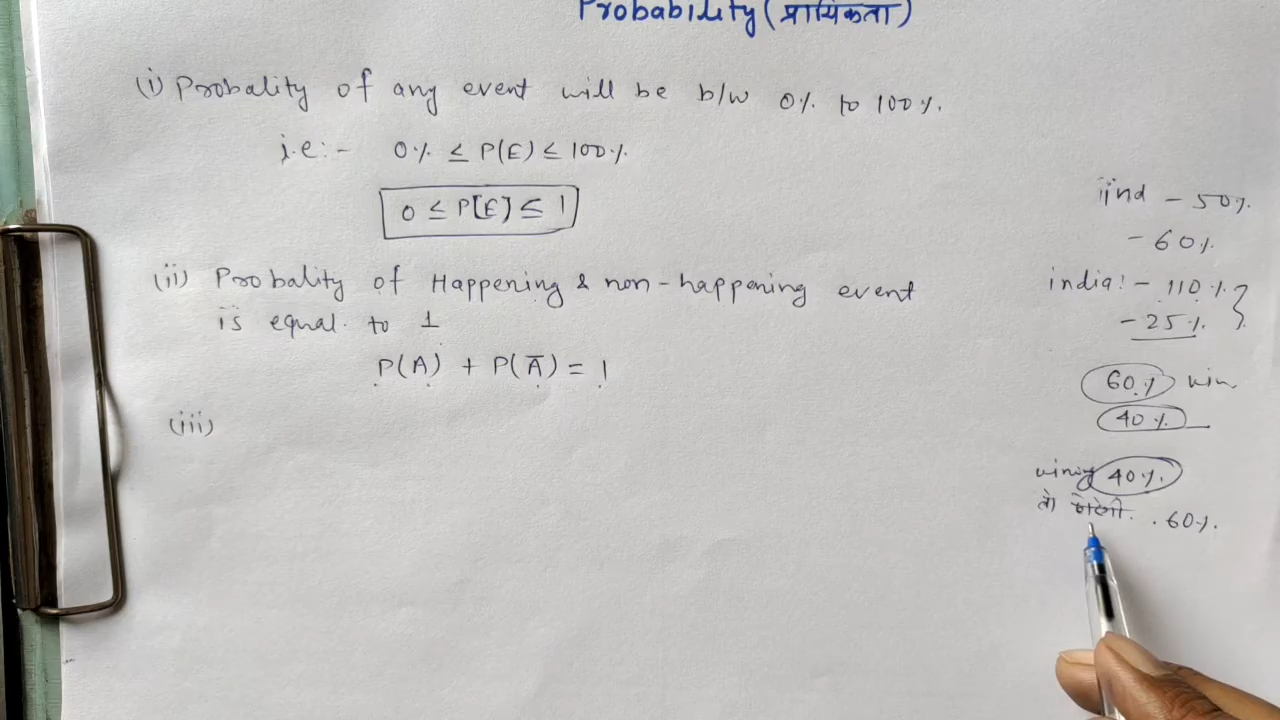 Probability (प्रायिकता)
(i) Probality of any event will be b/w 0% to 100%.
i.e:- 0% ≤ P(E) ≤ 100%
0 ≤ P[E] ≤ 1
(ii) Probality of Happening & non-happening event
is equal to 1
P(A) + P(Ā) = 1
(iii)
iind - 50%
- 60%
india:- 110%
- 25%
60% win
40%
wining 40%
तो 60%